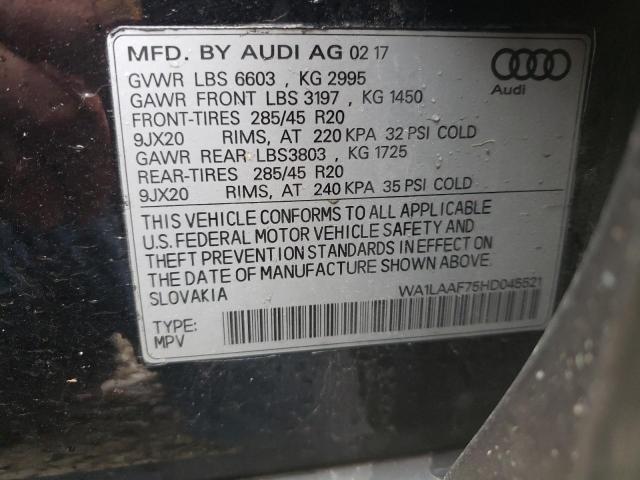 MFD. BY AUDI AG 02 17
GVWR LBS 6603 , KG 2995
GAWR FRONT LBS 3197 , KG 1450
FRONT-TIRES 285/45 R20
9JX20 RIMS, AT 220 KPA 32 PSI COLD
GAWR REAR LBS3803 , KG 1725
REAR-TIRES 285/45 R20
9JX20 RIMS, AT 240 KPA 35 PSI COLD
Audi
THIS VEHICLE CONFORMS TO ALL APPLICABLE
U.S. FEDERAL MOTOR VEHICLE SAFETY AND
THEFT PREVENTION STANDARDS IN EFFECT ON
THE DATE OF MANUFACTURE SHOWN ABOVE.
SLOVAKIA
WA1LAAF75HD045521
TYPE:
MPV